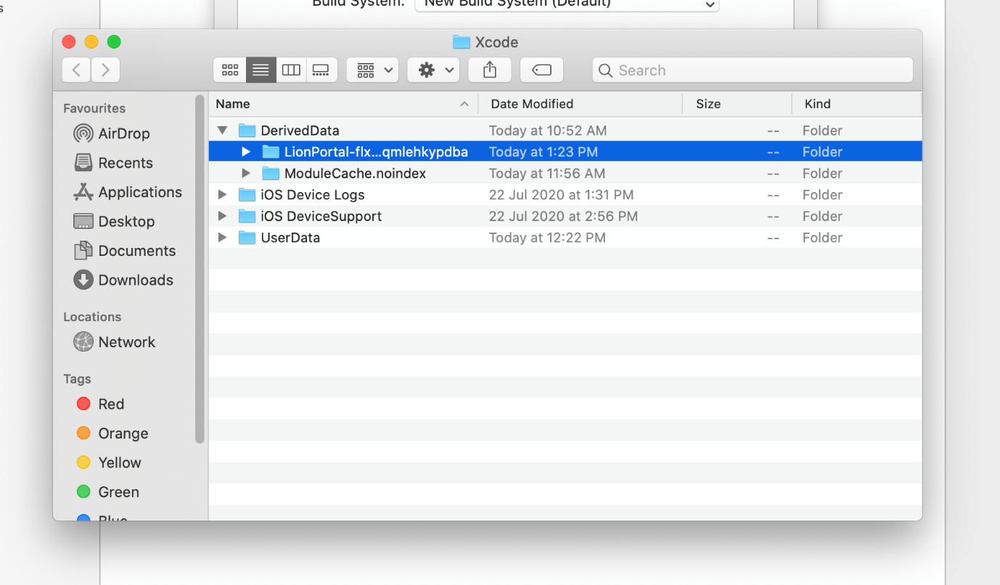 s
Build System: New Build System (Default)
Xcode
Search
Favourites
AirDrop
Recents
Applications
Desktop
Documents
Downloads
Locations
Network
Tags
Red
Orange
Yellow
Green
Blue
Name Date Modified Size Kind
DerivedData Today at 10:52 AM -- Folder
LionPortal-flx...qmlehkypdba Today at 1:23 PM -- Folder
ModuleCache.noindex Today at 11:56 AM -- Folder
iOS Device Logs 22 Jul 2020 at 1:31 PM -- Folder
iOS DeviceSupport 22 Jul 2020 at 2:56 PM -- Folder
UserData Today at 12:22 PM -- Folder